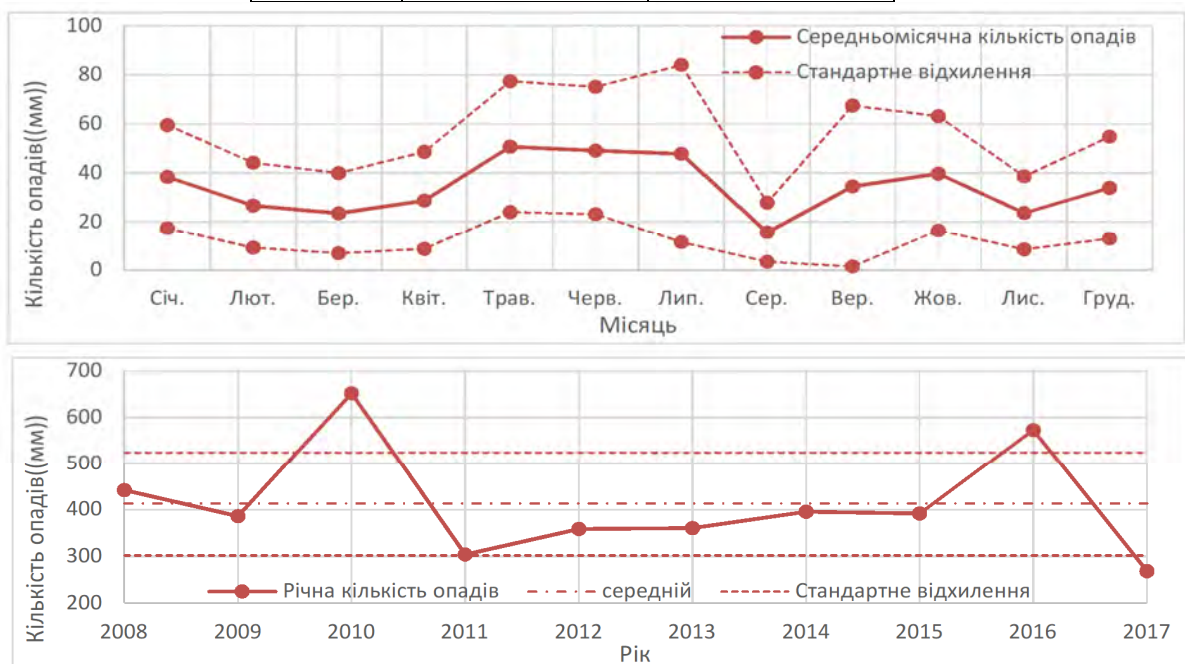 Кількість опадів((мм))
100
80
60
40
20
0
Середньомісячна кількість опадів
Стандартне відхилення
Січ. Лют. Бер. Квіт. Трав. Черв. Лип. Сер. Вер. Жов. Лис. Груд.
Місяць
Кількість опадів((мм))
700
600
500
400
300
200
Річна кількість опадів середній Стандартне відхилення
2008 2009 2010 2011 2012 2013 2014 2015 2016 2017
Рік